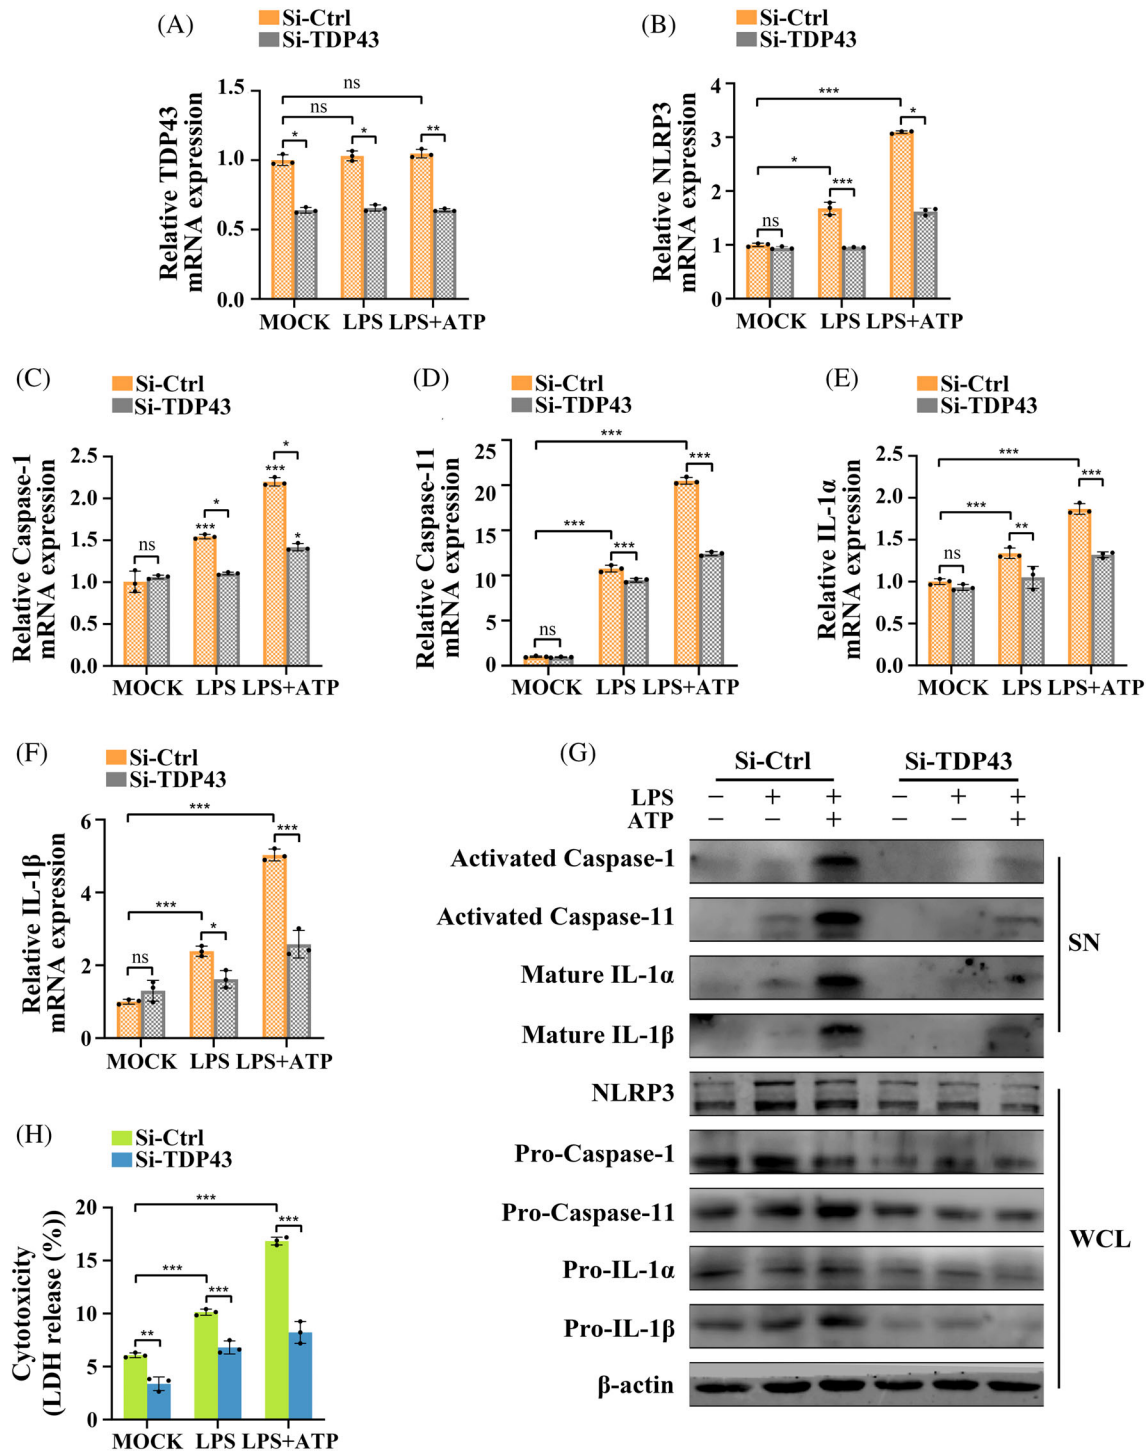 (A)
Si-Ctrl
Si-TDP43
Relative TDP43
mRNA expression
1.5
1.0
0.5
0.0
ns
ns
*
*
**
MOCK LPS LPS+ATP
(B)
Si-Ctrl
Si-TDP43
Relative NLRP3
mRNA expression
4
3
2
1
0
***
*
*
***
ns
MOCK LPS LPS+ATP
(C)
Si-Ctrl
Si-TDP43
Relative Caspase-1
mRNA expression
2.5
2.0
1.5
1.0
0.5
0.0
*
***
*
***
*
ns
MOCK LPS LPS+ATP
(D)
Si-Ctrl
Si-TDP43
Relative Caspase-11
mRNA expression
25
20
15
10
5
0
***
***
***
***
ns
MOCK LPS LPS+ATP
(E)
Si-Ctrl
Si-TDP43
Relative IL-1α
mRNA expression
2.5
2.0
1.5
1.0
0.5
0.0
***
***
***
**
ns
MOCK LPS LPS+ATP
(F)
Si-Ctrl
Si-TDP43
Relative IL-1β
mRNA expression
6
4
2
0
***
***
***
*
ns
MOCK LPS LPS+ATP
(G)
Si-Ctrl Si-TDP43
LPS − + + − + +
ATP − − + − − +
Activated Caspase-1
Activated Caspase-11
Mature IL-1α
Mature IL-1β
SN
NLRP3
Pro-Caspase-1
Pro-Caspase-11
Pro-IL-1α
Pro-IL-1β
β-actin
WCL
(H)
Si-Ctrl
Si-TDP43
Cytotoxicity
(LDH release (%))
20
15
10
5
0
***
***
***
***
**
MOCK LPS LPS+ATP